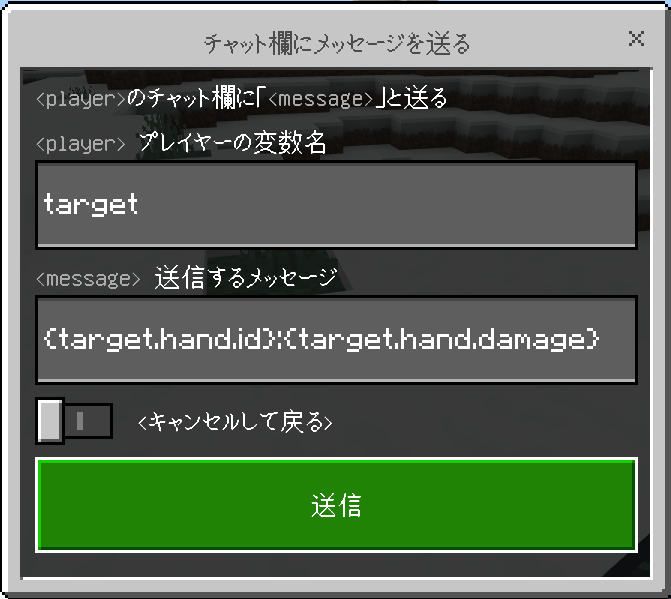 チャット欄にメッセージを送る
<player>のチャット欄に「<message>」と送る
<player> プレイヤーの変数名
target
<message> 送信するメッセージ
{target.hand.id}:{target.hand.damage}
<キャンセルして戻る>
送信